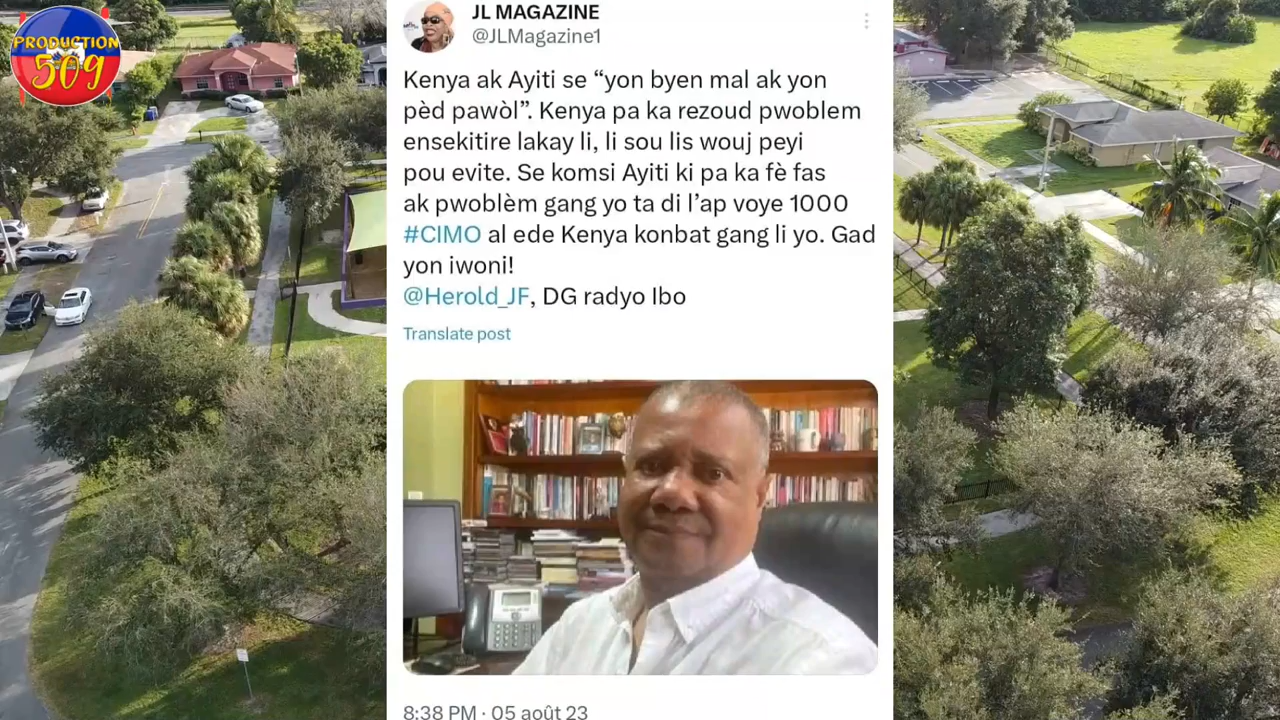 PRODUCTION
509
JL MAGAZINE
@JLMagazine1
Kenya ak Ayiti se “yon byen mal ak yon
pèd pawòl”. Kenya pa ka rezoud pwoblem
ensekitire lakay li, li sou lis wouj peyi
pou evite. Se komsi Ayiti ki pa ka fè fas
ak pwoblèm gang yo ta di l’ap voye 1000
#CIMO al ede Kenya konbat gang li yo. Gad
yon iwoni!
@Herold_JF, DG radyo Ibo
Translate post
8:38 PM · 05 août 23